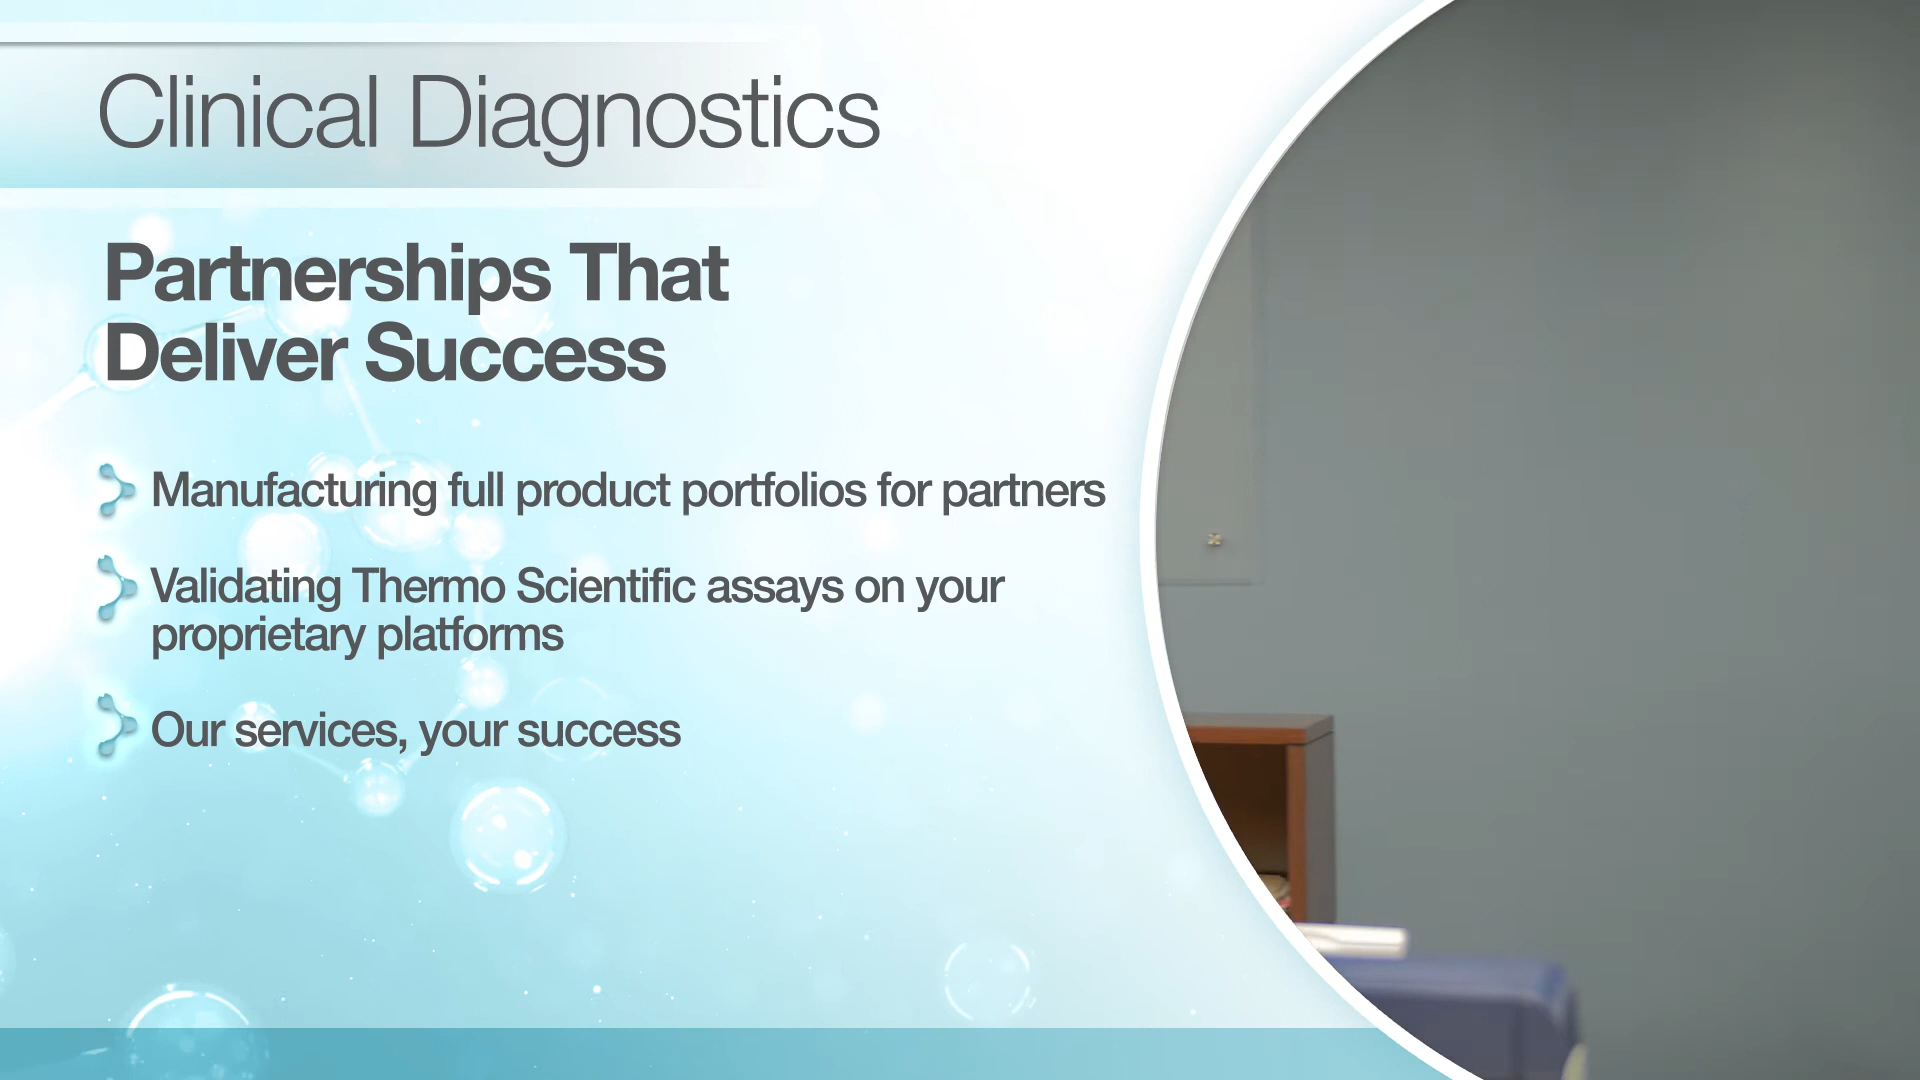 Clinical Diagnostics
Partnerships That
Deliver Success
Manufacturing full product portfolios for partners
Validating Thermo Scientific assays on your
proprietary platforms
Our services, your success